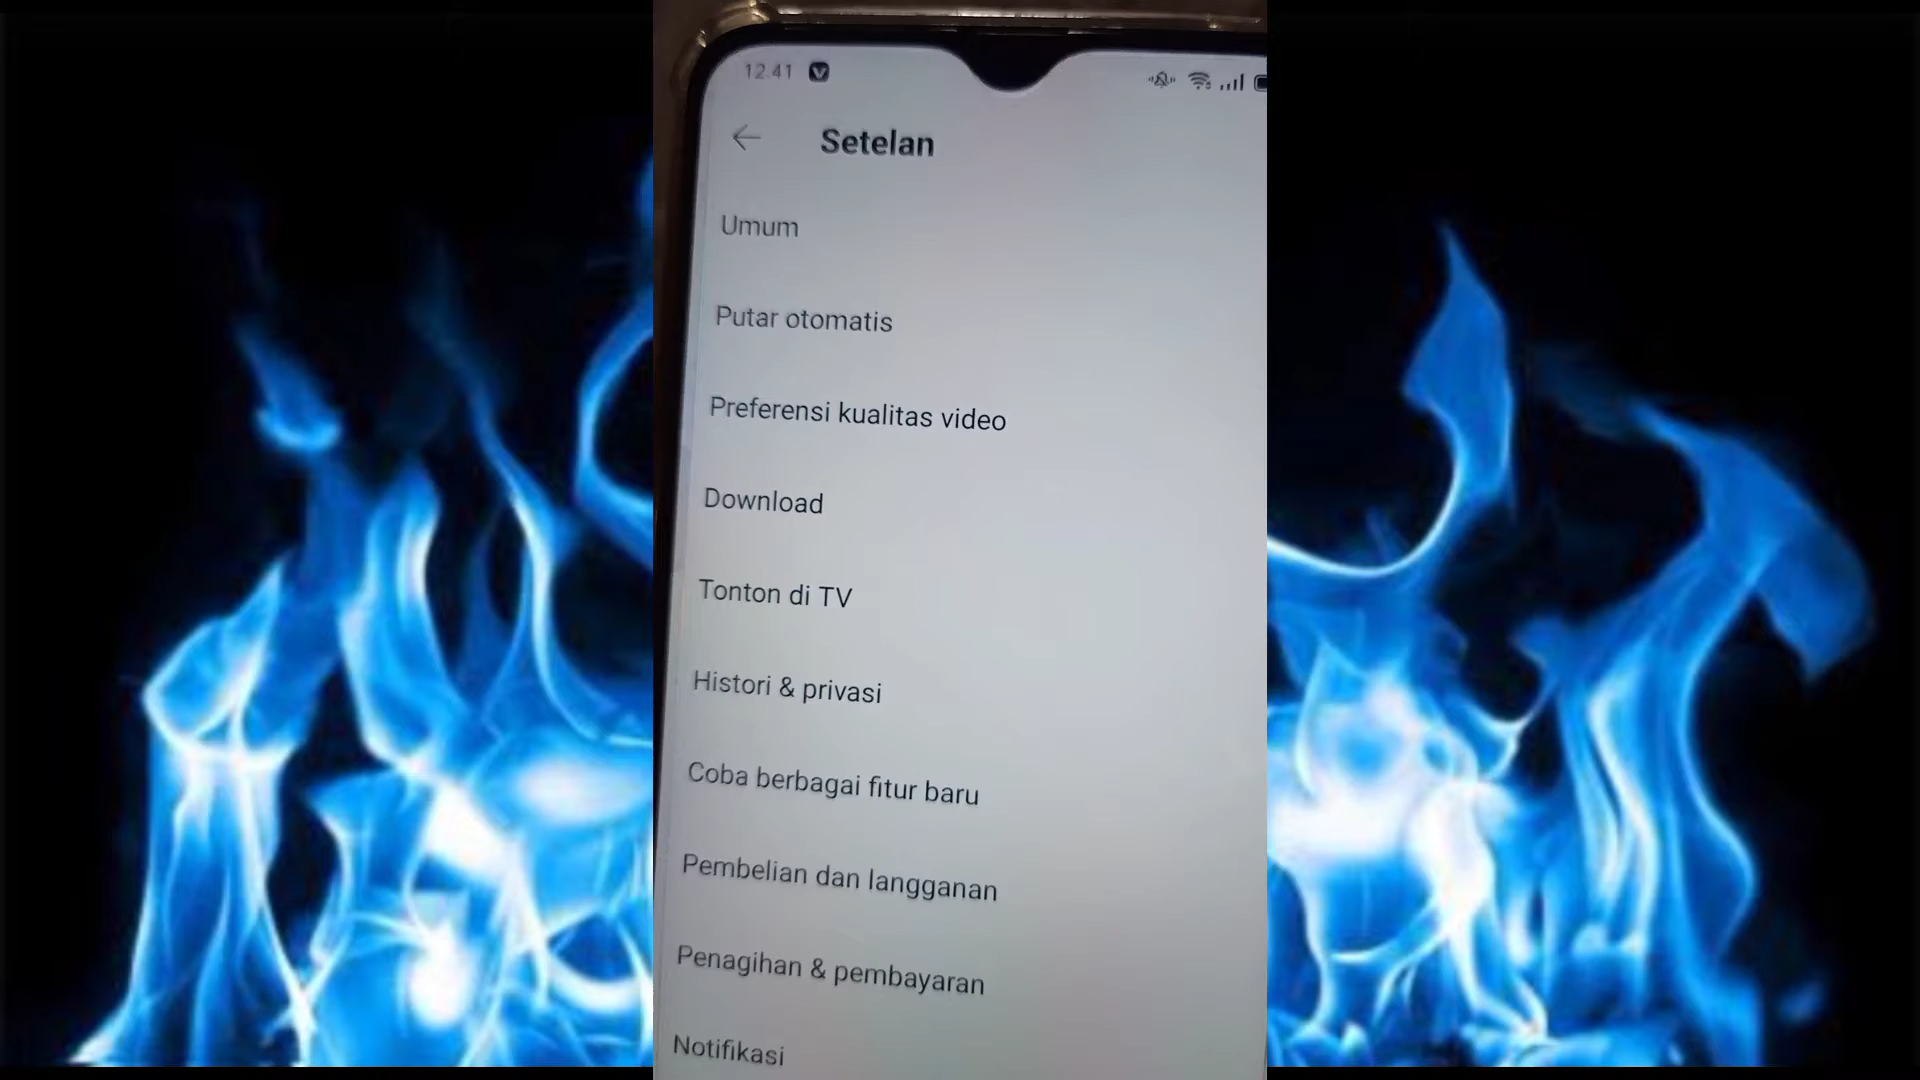 12.41
Setelan
Umum
Putar otomatis
Preferensi kualitas video
Download
Tonton di TV
Histori & privasi
Coba berbagai fitur baru
Pembelian dan langganan
Penagihan & pembayaran
Notifikasi